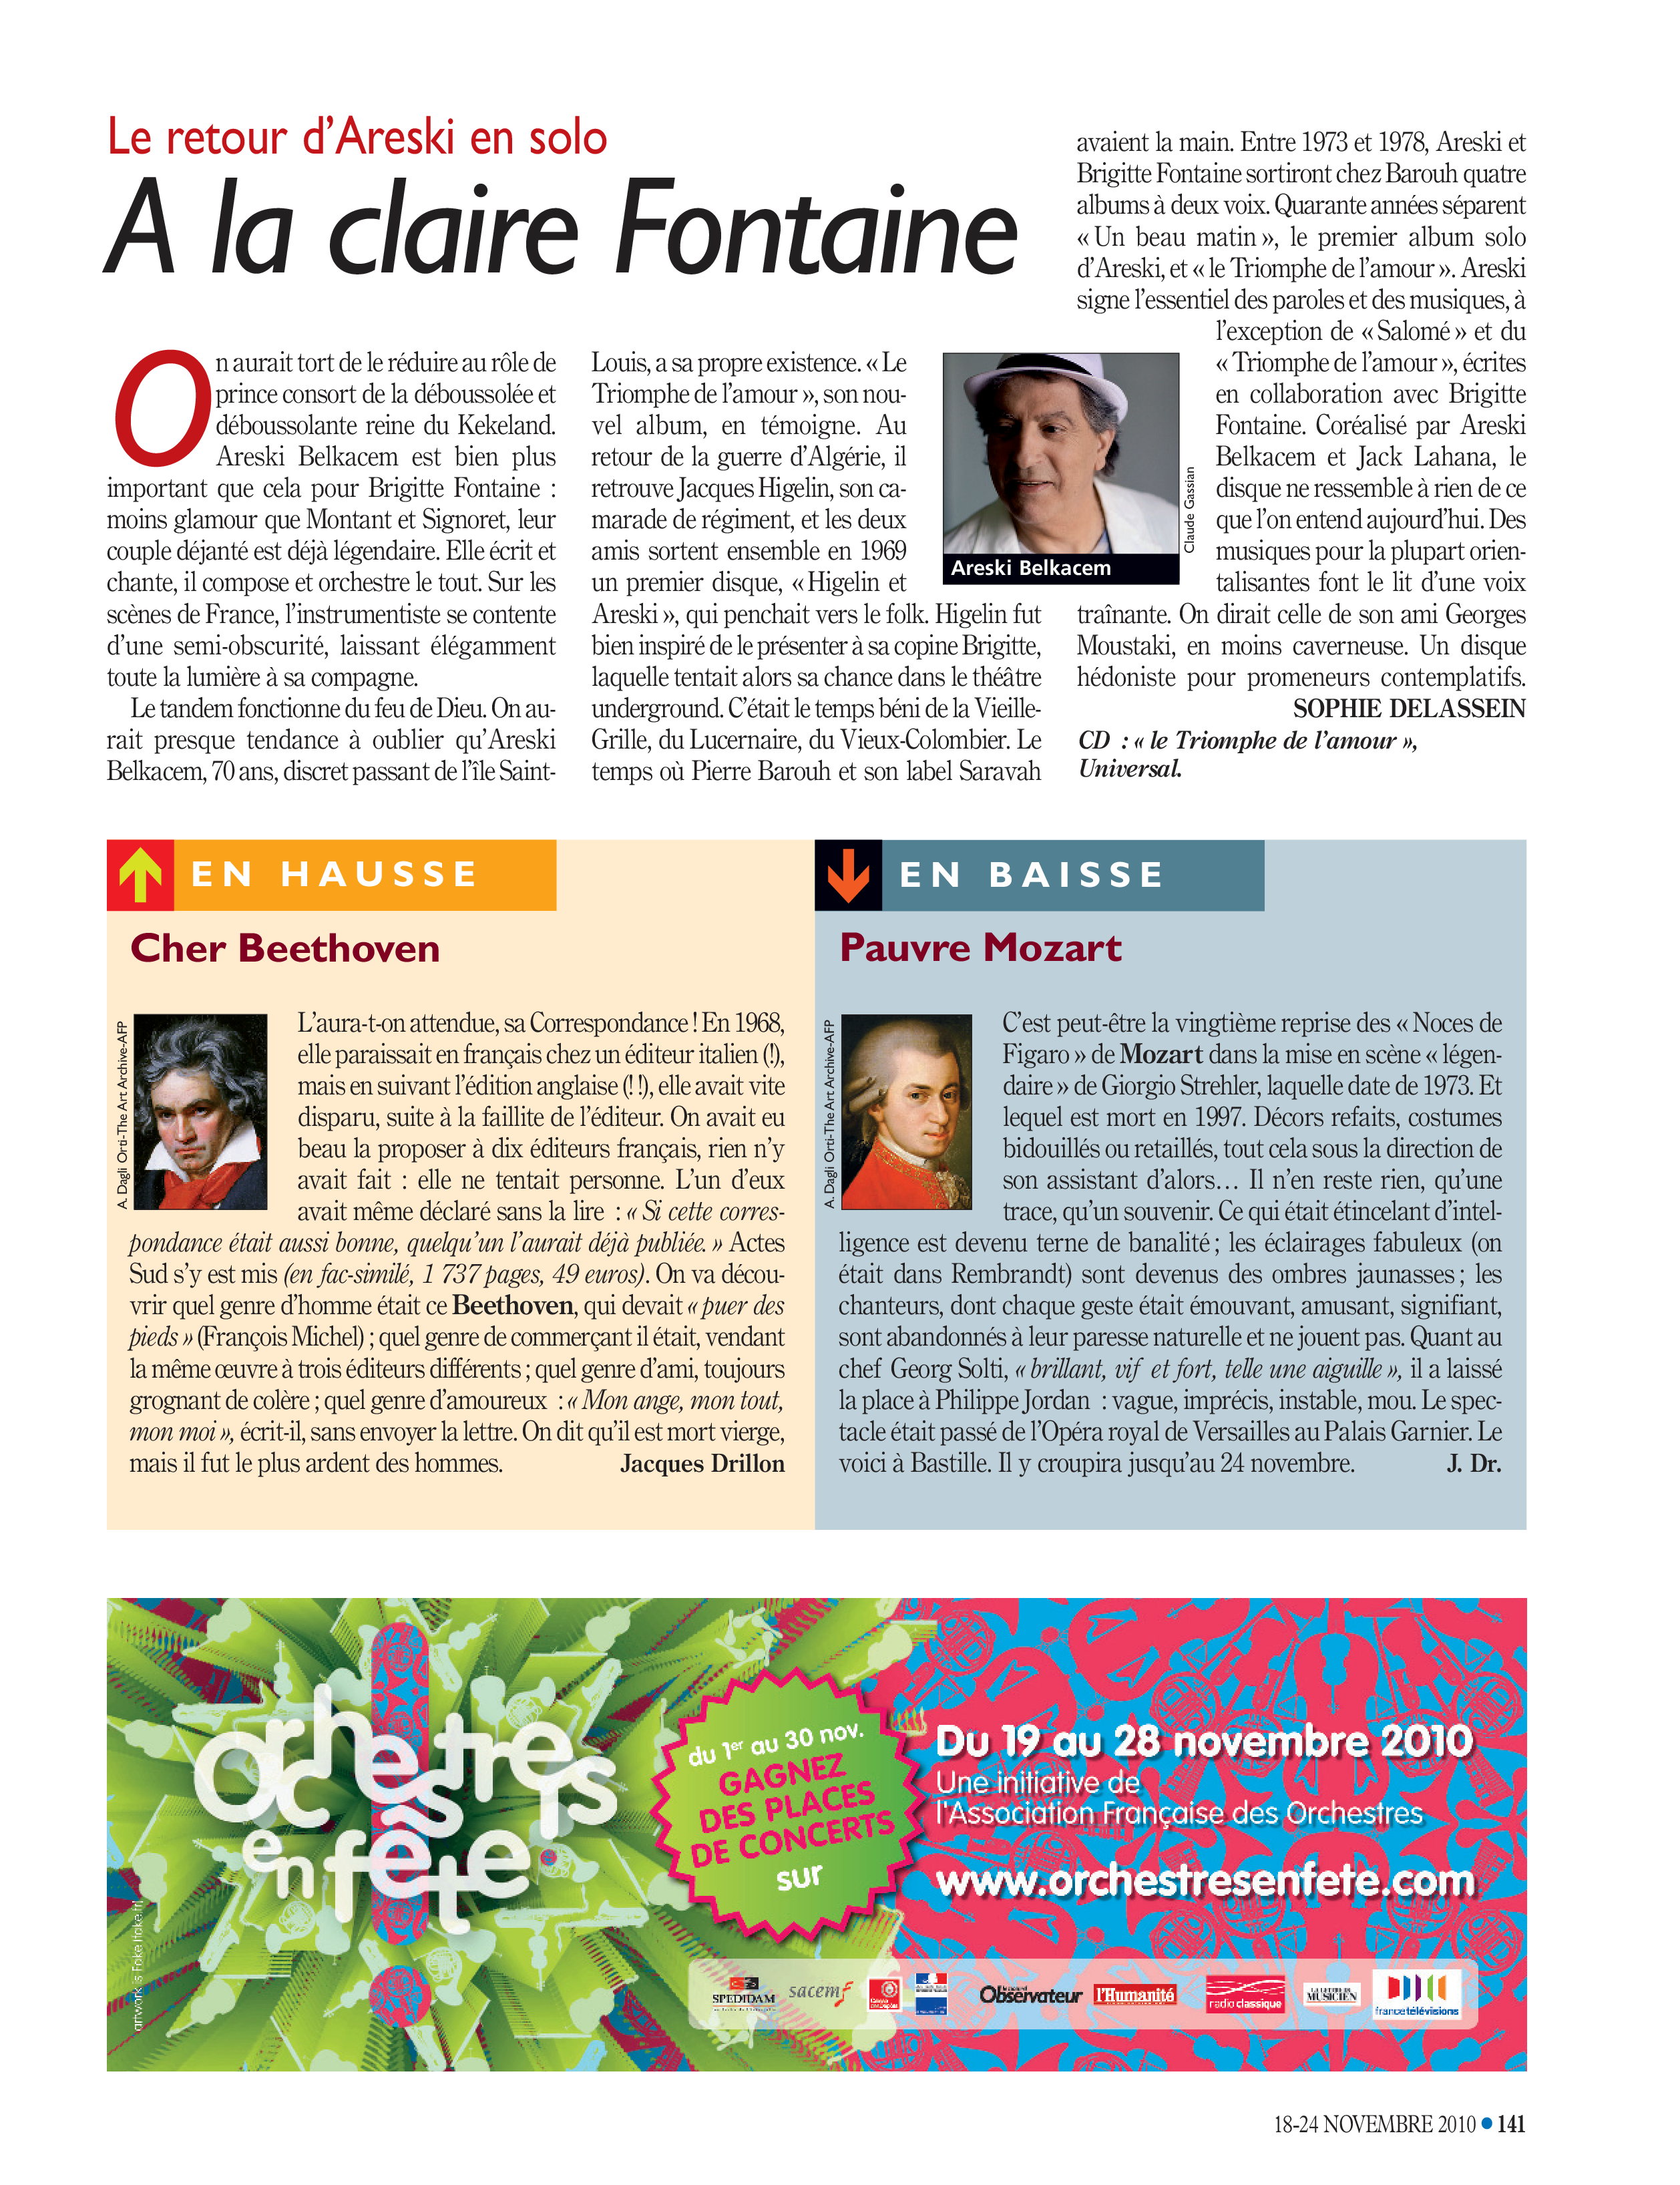 Le retour d’Areski en solo
A la claire Fontaine
On aurait tort de le réduire au rôle de
prince consort de la déboussolée et
déboussolante reine du Kekeland.
Areski Belkacem est bien plus
important que cela pour Brigitte Fontaine :
moins glamour que Montant et Signoret, leur
couple déjanté est déjà légendaire. Elle écrit et
chante, il compose et orchestre le tout. Sur les
scènes de France, l’instrumentiste se contente
d’une semi-obscurité, laissant élégamment
toute la lumière à sa compagne.
Le tandem fonctionne du feu de Dieu. On au-
rait presque tendance à oublier qu’Areski
Belkacem, 70 ans, discret passant de l’île Saint-
Louis, a sa propre existence. « Le
Triomphe de l’amour », son nou-
vel album, en témoigne. Au
retour de la guerre d’Algérie, il
retrouve Jacques Higelin, son ca-
marade de régiment, et les deux
amis sortent ensemble en 1969
un premier disque, « Higelin et
Areski », qui penchait vers le folk. Higelin fut
bien inspiré de le présenter à sa copine Brigitte,
laquelle tentait alors sa chance dans le théâtre
underground. C’était le temps béni de la Vieille-
Grille, du Lucernaire, du Vieux-Colombier. Le
temps où Pierre Barouh et son label Saravah
avaient la main. Entre 1973 et 1978, Areski et
Brigitte Fontaine sortiront chez Barouh quatre
albums à deux voix. Quarante années séparent
« Un beau matin », le premier album solo
d’Areski, et « le Triomphe de l’amour ». Areski
signe l’essentiel des paroles et des musiques, à
l’exception de « Salomé » et du
« Triomphe de l’amour », écrites
en collaboration avec Brigitte
Fontaine. Coréalisé par Areski
Belkacem et Jack Lahana, le
disque ne ressemble à rien de ce
que l’on entend aujourd’hui. Des
musiques pour la plupart orien-
talisantes font le lit d’une voix
traînante. On dirait celle de son ami Georges
Moustaki, en moins caverneuse. Un disque
hédoniste pour promeneurs contemplatifs.
SOPHIE DELASSEIN
CD : « le Triomphe de l’amour »,
Universal.
Areski Belkacem
Claude Gassian
EN HAUSSE
Cher Beethoven
A. Dagli Orti-The Art Archive-AFP
L’aura-t-on attendue, sa Correspondance ! En 1968,
elle paraissait en français chez un éditeur italien (!),
mais en suivant l’édition anglaise (! !), elle avait vite
disparu, suite à la faillite de l’éditeur. On avait eu
beau la proposer à dix éditeurs français, rien n’y
avait fait : elle ne tentait personne. L’un d’eux
avait même déclaré sans la lire : « Si cette corres-
pondance était aussi bonne, quelqu’un l’aurait déjà publiée. » Actes
Sud s’y est mis (en fac-similé, 1 737 pages, 49 euros). On va décou-
vrir quel genre d’homme était ce Beethoven, qui devait « puer des
pieds » (François Michel) ; quel genre de commerçant il était, vendant
la même œuvre à trois éditeurs différents ; quel genre d’ami, toujours
grognant de colère ; quel genre d’amoureux : « Mon ange, mon tout,
mon moi », écrit-il, sans envoyer la lettre. On dit qu’il est mort vierge,
mais il fut le plus ardent des hommes. Jacques Drillon
EN BAISSE
Pauvre Mozart
A. Dagli Orti-The Art Archive-AFP
C’est peut-être la vingtième reprise des « Noces de
Figaro » de Mozart dans la mise en scène « légen-
daire » de Giorgio Strehler, laquelle date de 1973. Et
lequel est mort en 1997. Décors refaits, costumes
bidouillés ou retaillés, tout cela sous la direction de
son assistant d’alors… Il n’en reste rien, qu’une
trace, qu’un souvenir. Ce qui était étincelant d’intel-
ligence est devenu terne de banalité ; les éclairages fabuleux (on
était dans Rembrandt) sont devenus des ombres jaunasses ; les
chanteurs, dont chaque geste était émouvant, amusant, signifiant,
sont abandonnés à leur paresse naturelle et ne jouent pas. Quant au
chef Georg Solti, « brillant, vif et fort, telle une aiguille », il a laissé
la place à Philippe Jordan : vague, imprécis, instable, mou. Le spec-
tacle était passé de l’Opéra royal de Versailles au Palais Garnier. Le
voici à Bastille. Il y croupira jusqu’au 24 novembre. J. Dr.
orchestres
en fête
du 1er au 30 nov.
GAGNEZ
DES PLACES
DE CONCERTS
sur
Du 19 au 28 novembre 2010
Une initiative de
l'Association Française des Orchestres
www.orchestresenfete.com
SPEDIDAM
sacem
Observateur
l'Humanité
radio classique
LA LETTRE DU
MUSICIEN
francetélévisions
18-24 NOVEMBRE 2010 • 141